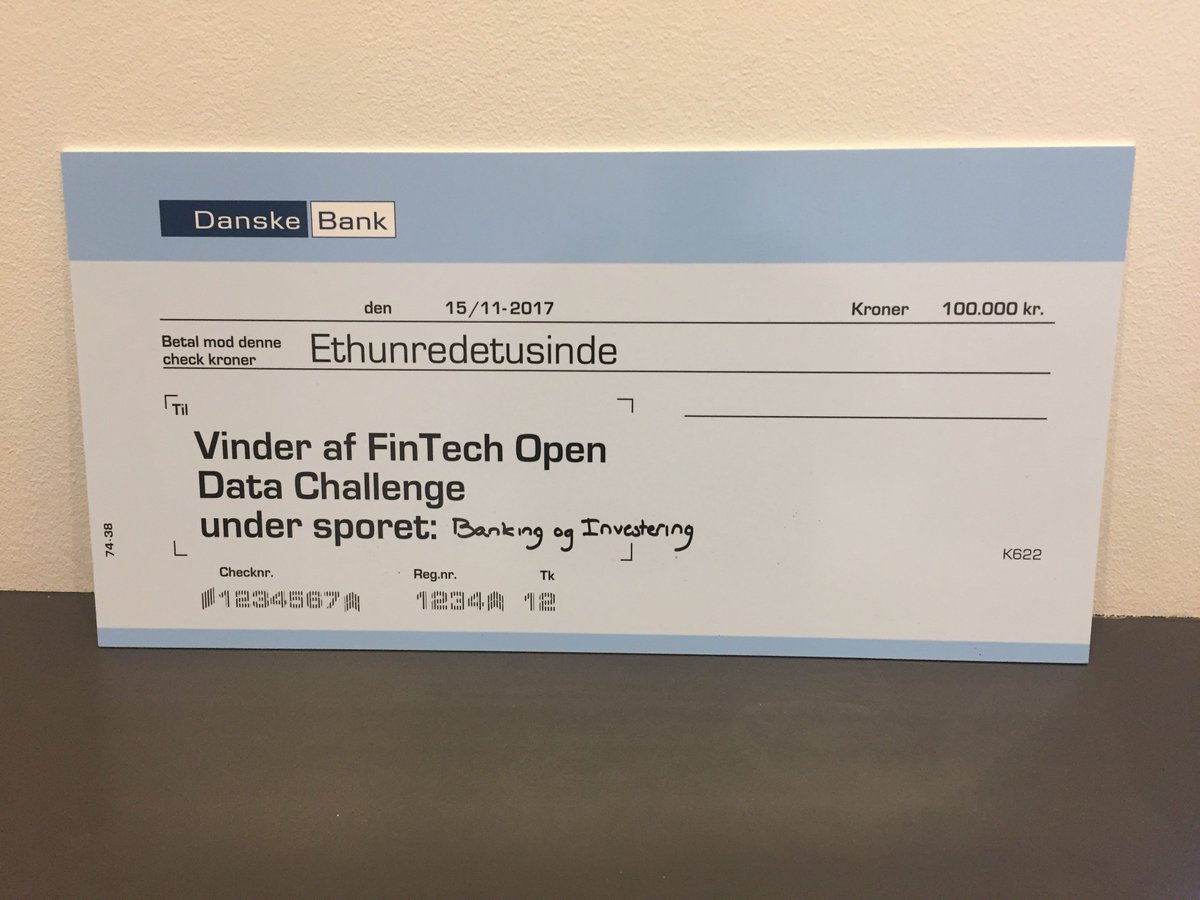 Danske Bank
den 15/11-2017 Kroner 100.000 kr.
Betal mod denne
check kroner Ethunredetusinde
Til
Vinder af FinTech Open
Data Challenge
under sporet: Banking og Investering
74-38
K622
Checknr. Reg.nr. Tk
1234567 1234 12